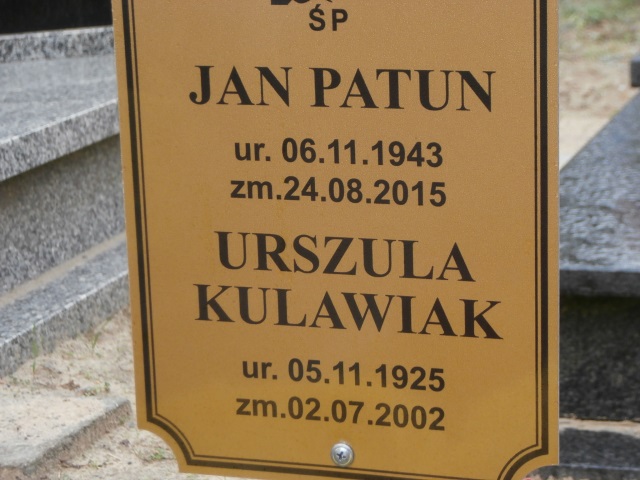 ŚP
JAN PATUN
ur. 06.11.1943
zm.24.08.2015
URSZULA
KULAWIAK
ur. 05.11.1925
zm.02.07.2002